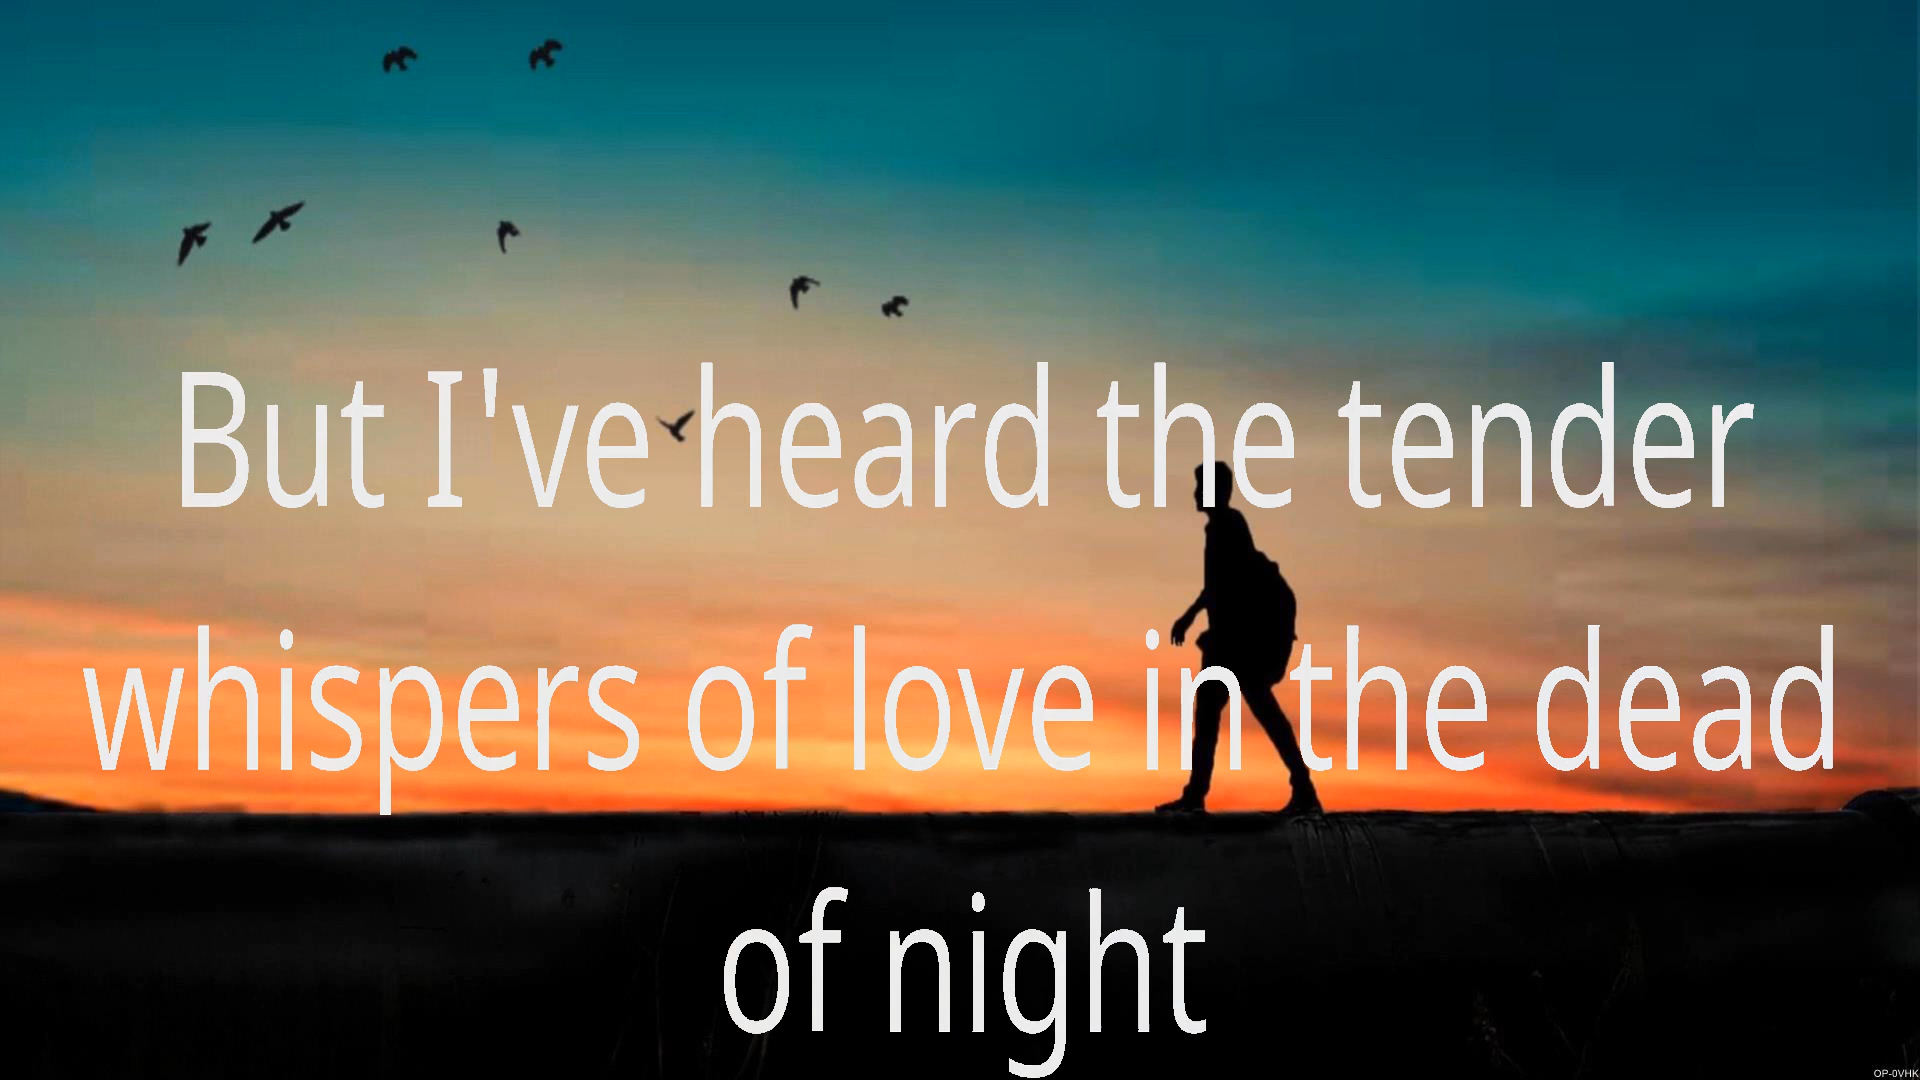 But I've heard the tender
whispers of love in the dead
of night
OP-0VHK